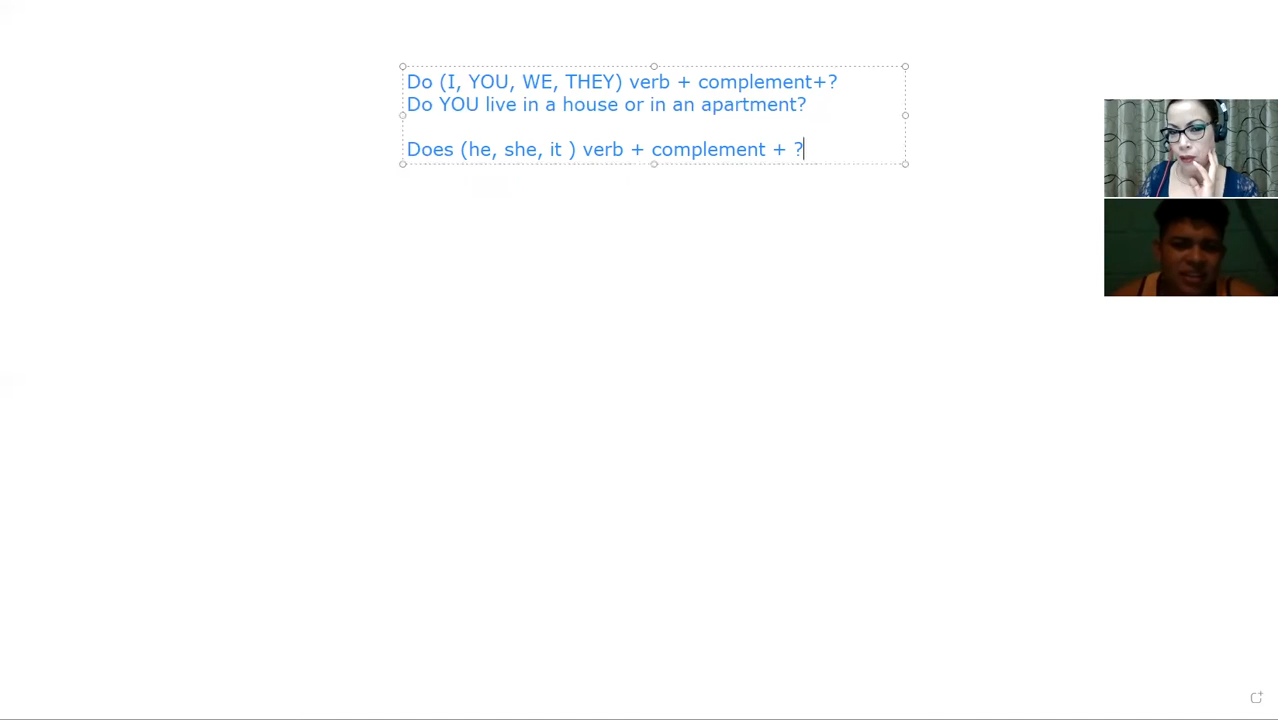 Do (I, YOU, WE, THEY) verb + complement+?
Do YOU live in a house or in an apartment?
Does (he, she, it ) verb + complement + ?